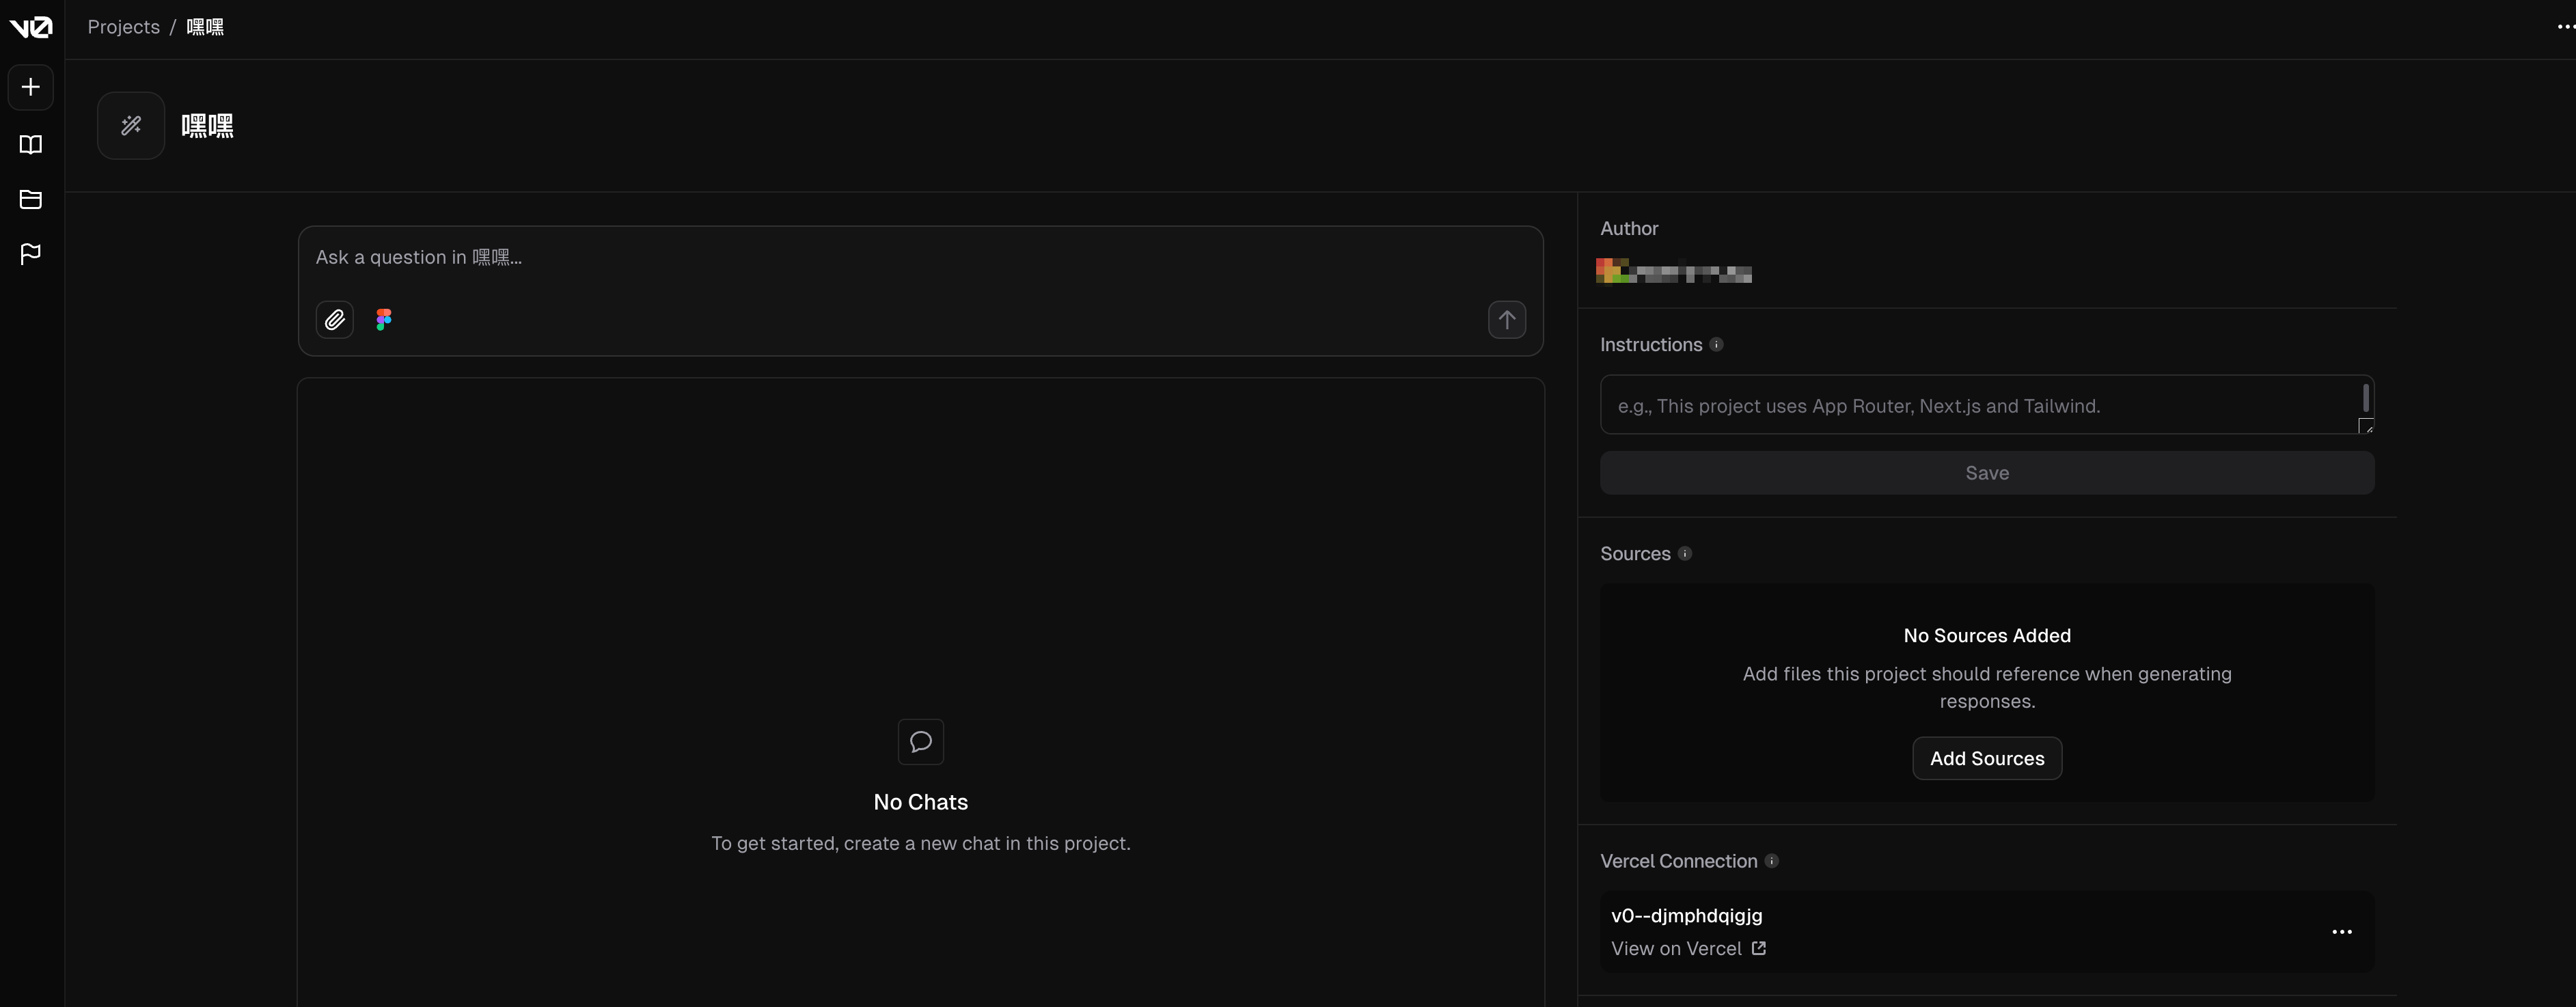 v0
Projects / 嘿嘿
嘿嘿
Ask a question in 嘿嘿...
No Chats
To get started, create a new chat in this project.
Author
Instructions
e.g., This project uses App Router, Next.js and Tailwind.
Save
Sources
No Sources Added
Add files this project should reference when generating
responses.
Add Sources
Vercel Connection
v0--djmphdqigjg
View on Vercel